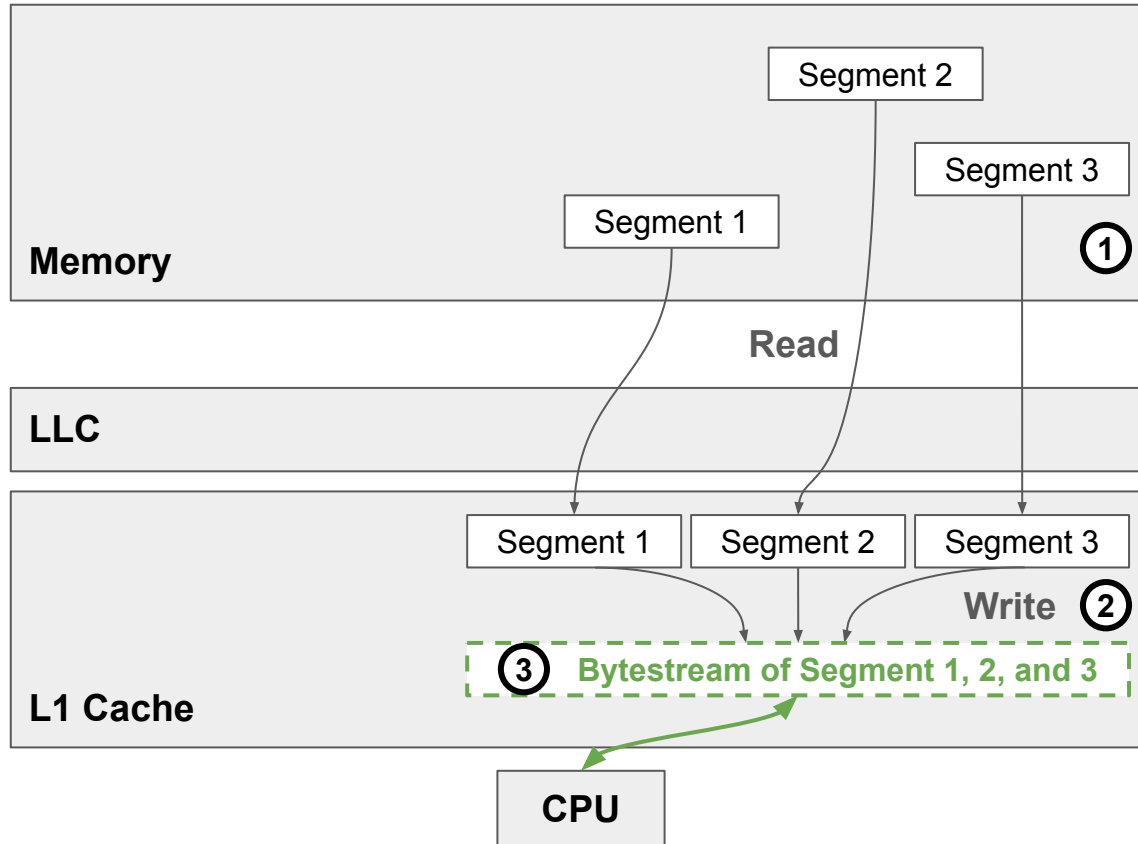 Segment 2
Segment 3
Segment 1
Memory
1
Read
LLC
Segment 1
Segment 2
Segment 3
Write
2
3
Bytestream of Segment 1, 2, and 3
L1 Cache
CPU